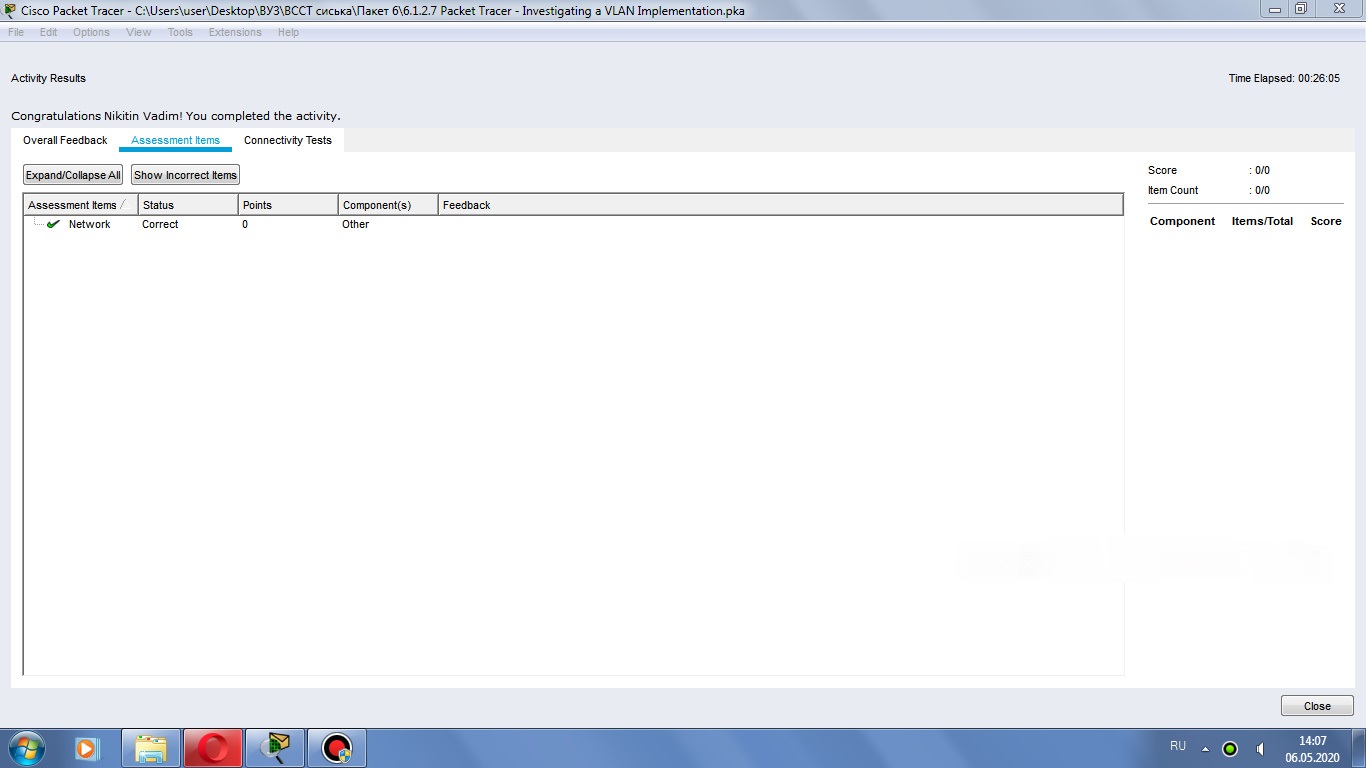 Cisco Packet Tracer - C:\Users\user\Desktop\ВУЗ\ВССТ сиська\Пакет 6\6.1.2.7 Packet Tracer - Investigating a VLAN Implementation.pka
File Edit Options View Tools Extensions Help
Activity Results Time Elapsed: 00:26:05
Congratulations Nikitin Vadim! You completed the activity.
Overall Feedback Assessment Items Connectivity Tests
Expand/Collapse All Show Incorrect Items
Score : 0/0
Item Count : 0/0
Component Items/Total Score
Assessment Items Status Points Component(s) Feedback
Network Correct 0 Other
Close
RU 14:07
06.05.2020